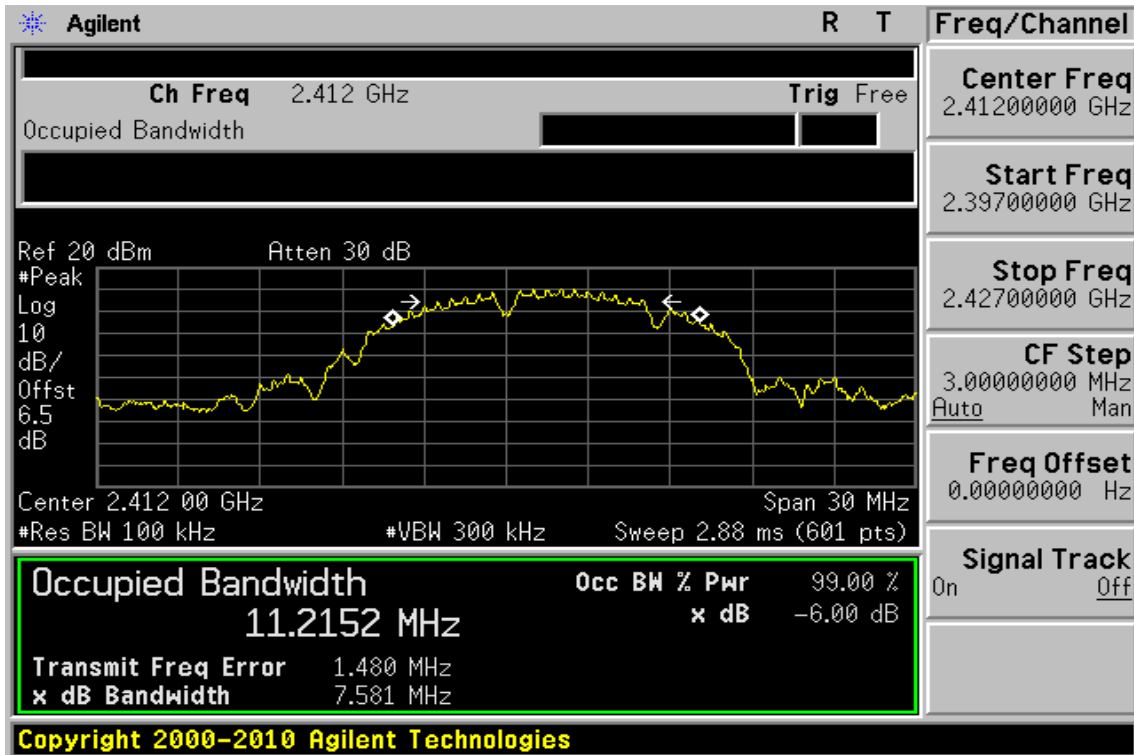 Agilent R T Freq/Channel
Ch Freq 2.412 GHz Trig Free
Occupied Bandwidth
Center Freq
2.41200000 GHz
Start Freq
2.39700000 GHz
Stop Freq
2.42700000 GHz
CF Step
3.00000000 MHz
Auto Man
Freq Offset
0.00000000 Hz
Signal Track
On Off
Ref 20 dBm Atten 30 dB
#Peak
Log
10
dB/
Offst
6.5
dB
Center 2.412 00 GHz Span 30 MHz
#Res BW 100 kHz #VBW 300 kHz Sweep 2.88 ms (601 pts)
Occupied Bandwidth Occ BW % Pwr 99.00 %
11.2152 MHz x dB -6.00 dB
Transmit Freq Error 1.480 MHz
x dB Bandwidth 7.581 MHz
Copyright 2000-2010 Agilent Technologies